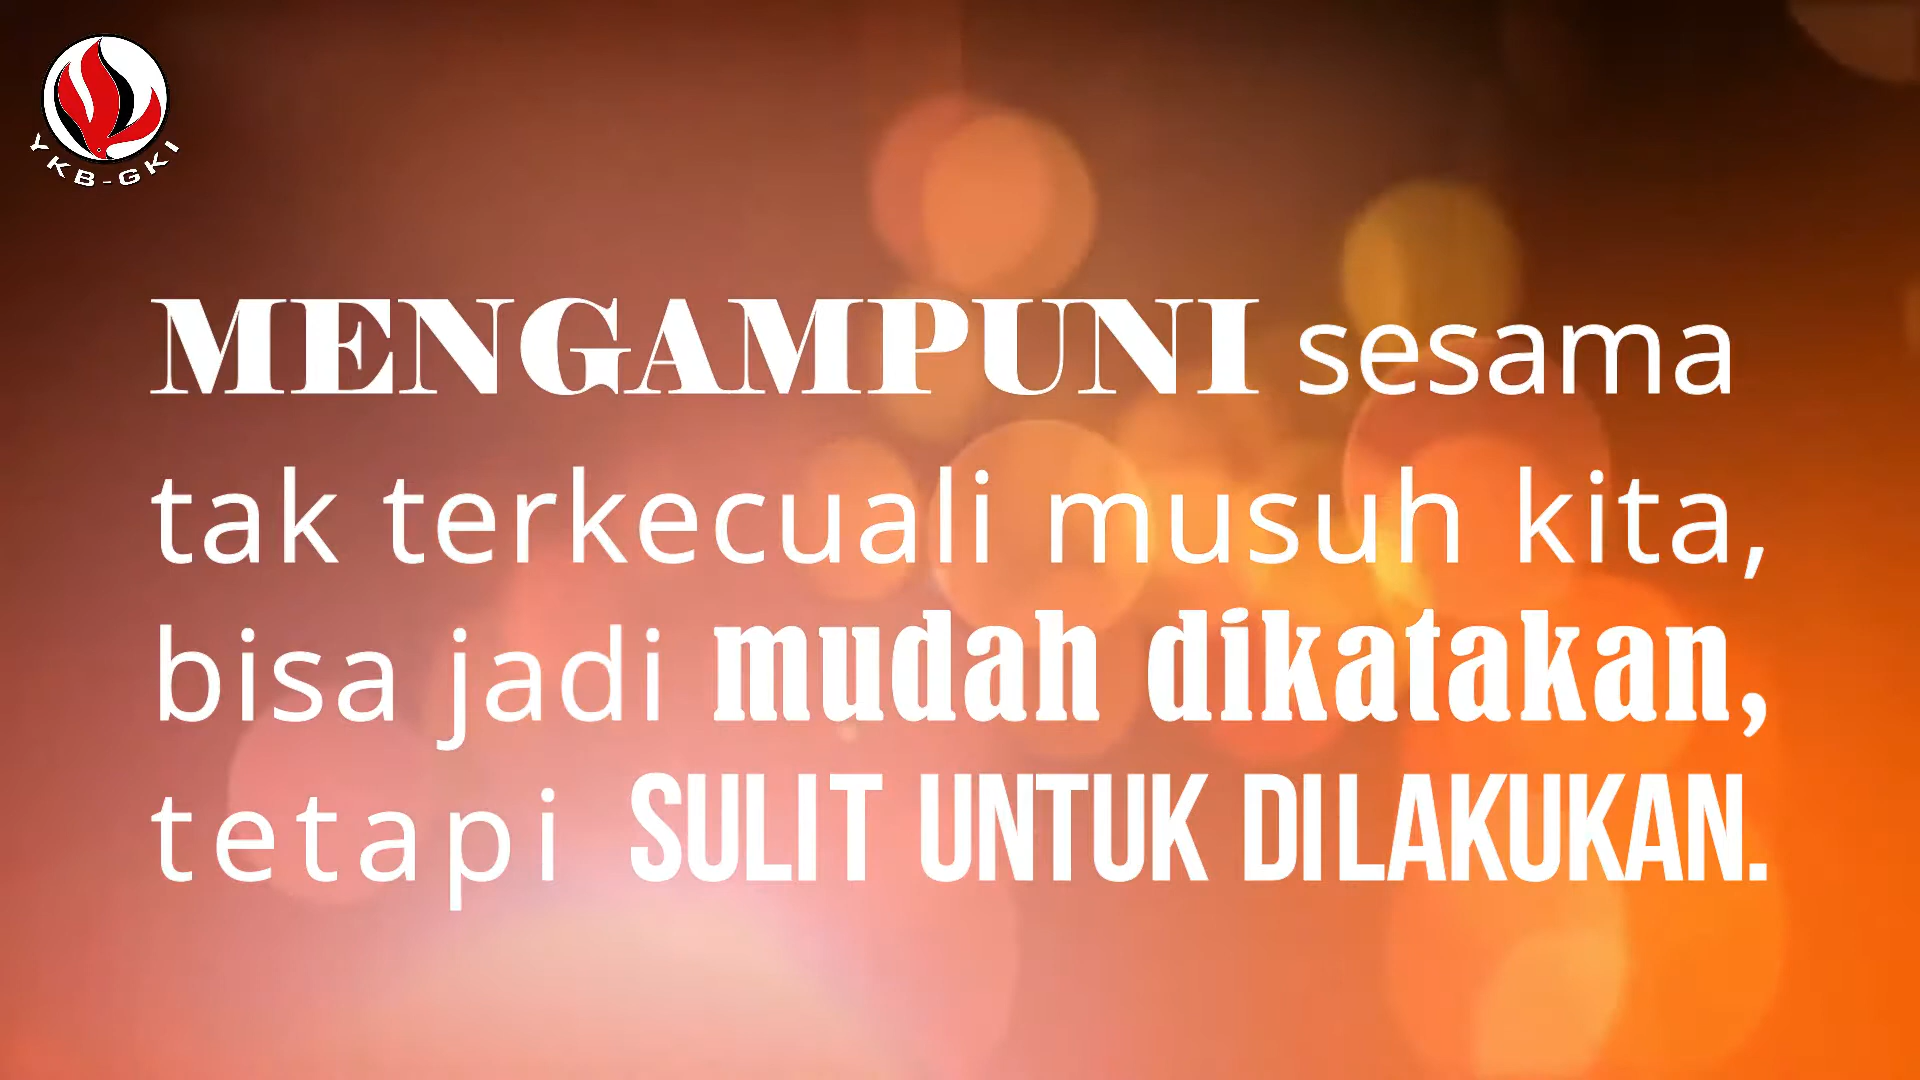 YKB-GKI
MENGAMPUNI sesama
tak terkecuali musuh kita,
bisa jadi mudah dikatakan,
tetapi SULIT UNTUK DILAKUKAN.